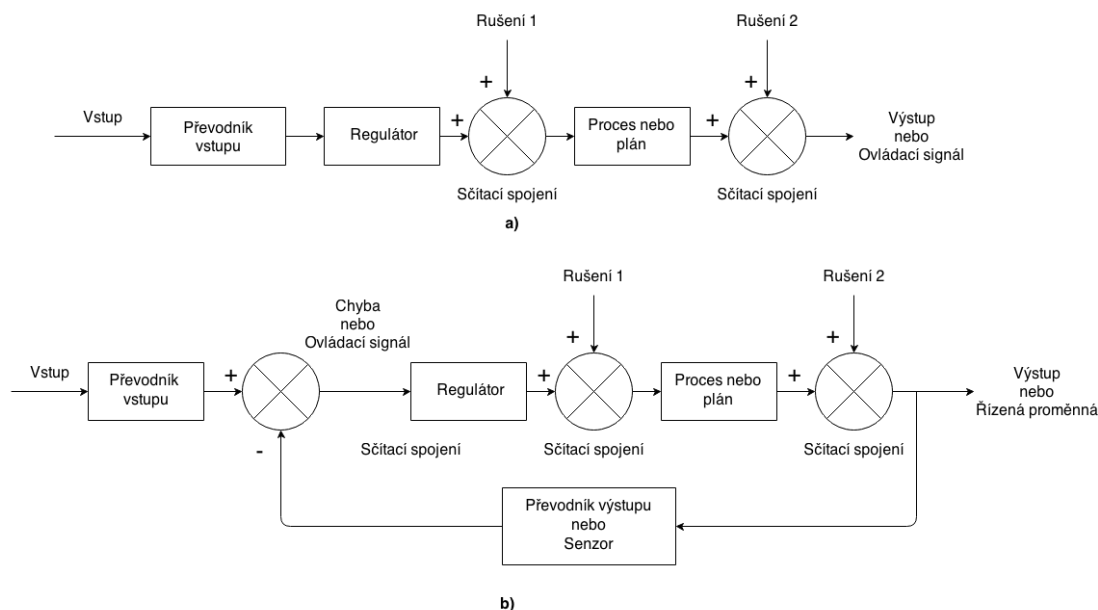 Rušení 1
Rušení 2
+
+
Vstup
Převodník
vstupu
Regulátor
+
Proces nebo
plán
+
Výstup
nebo
Ovládací signál
Sčítací spojení
Sčítací spojení
a)
Rušení 1
Rušení 2
Chyba
nebo
Ovládací signál
+
+
Vstup
Převodník
vstupu
+
Regulátor
+
Proces nebo
plán
+
Výstup
nebo
Řízená proměnná
-
Sčítací spojení
Sčítací spojení
Sčítací spojení
Převodník výstupu
nebo
Senzor
b)